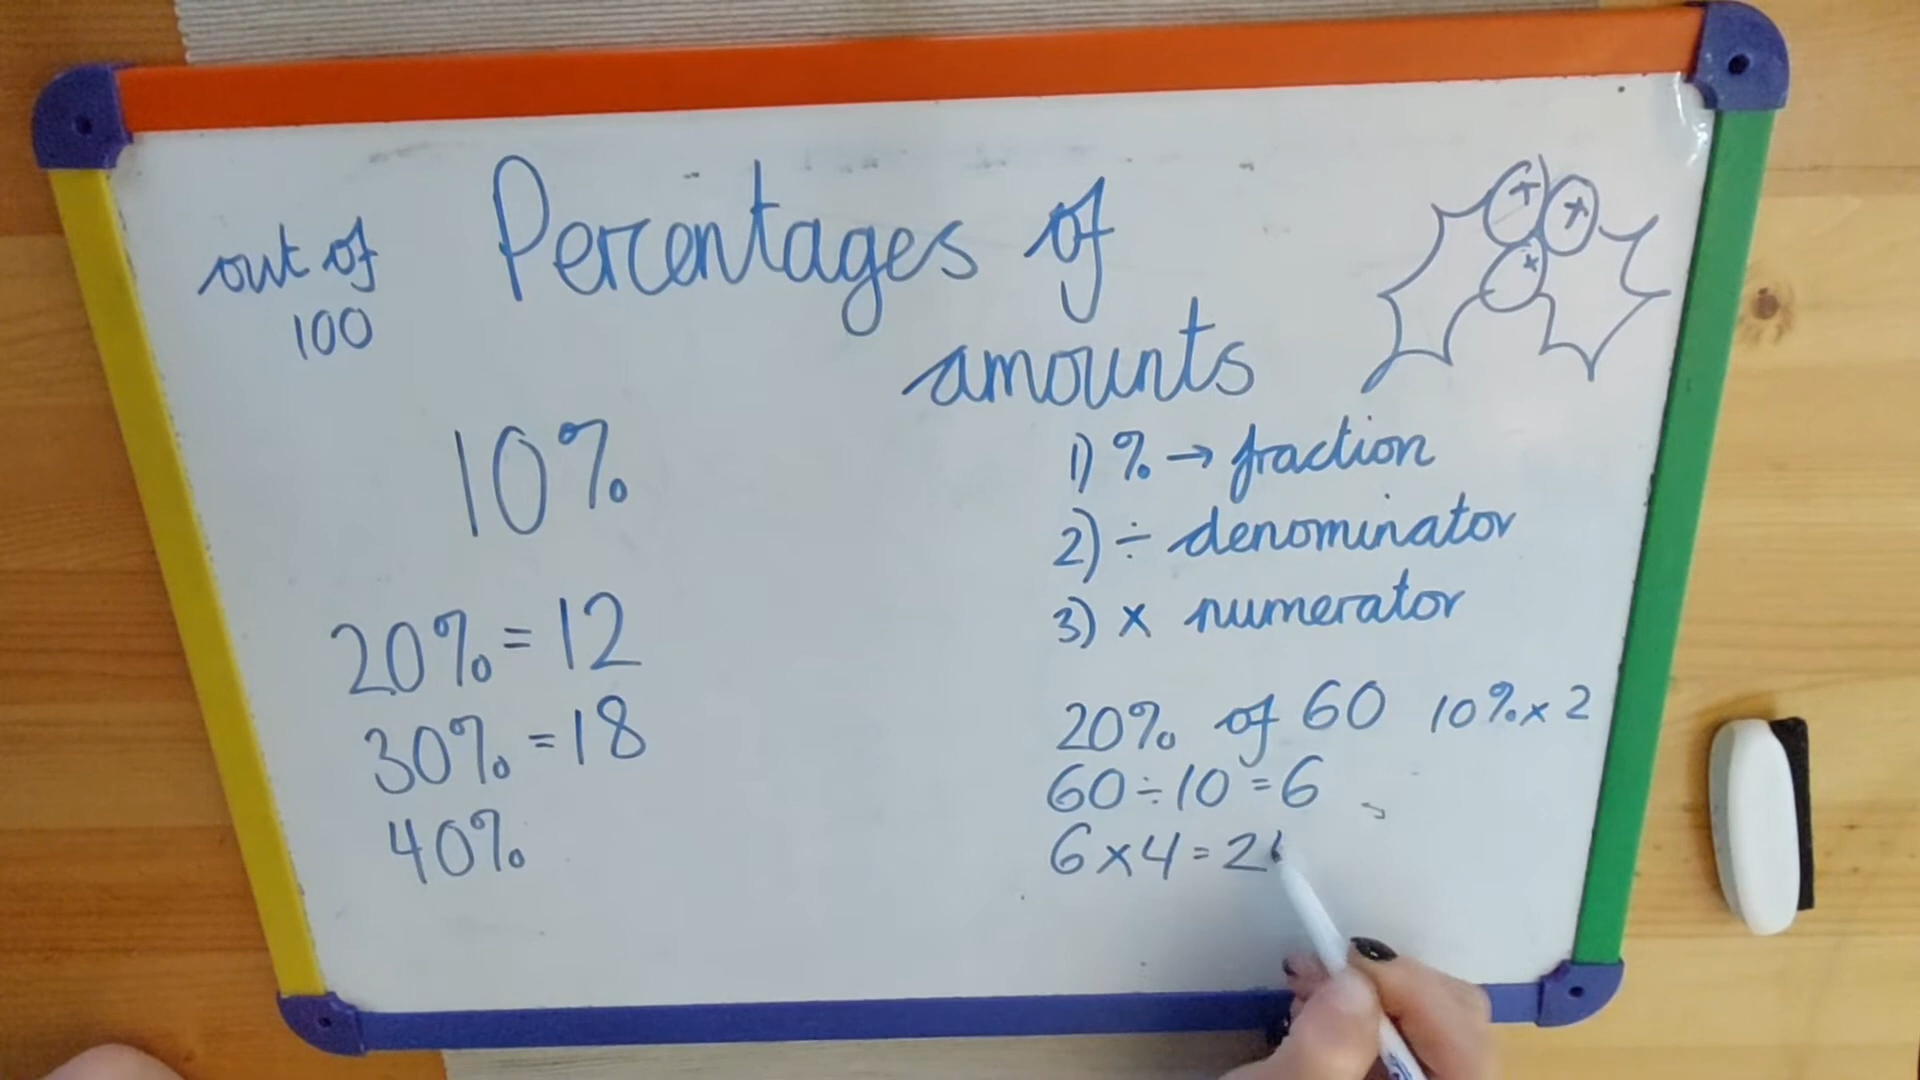 out of
100
Percentages of
amounts
10%
20% = 12
30% = 18
40%
1) % → fraction
2) ÷ denominator
3) × numerator
20% of 60 10% × 2
60 ÷ 10 = 6
6 × 4 = 24